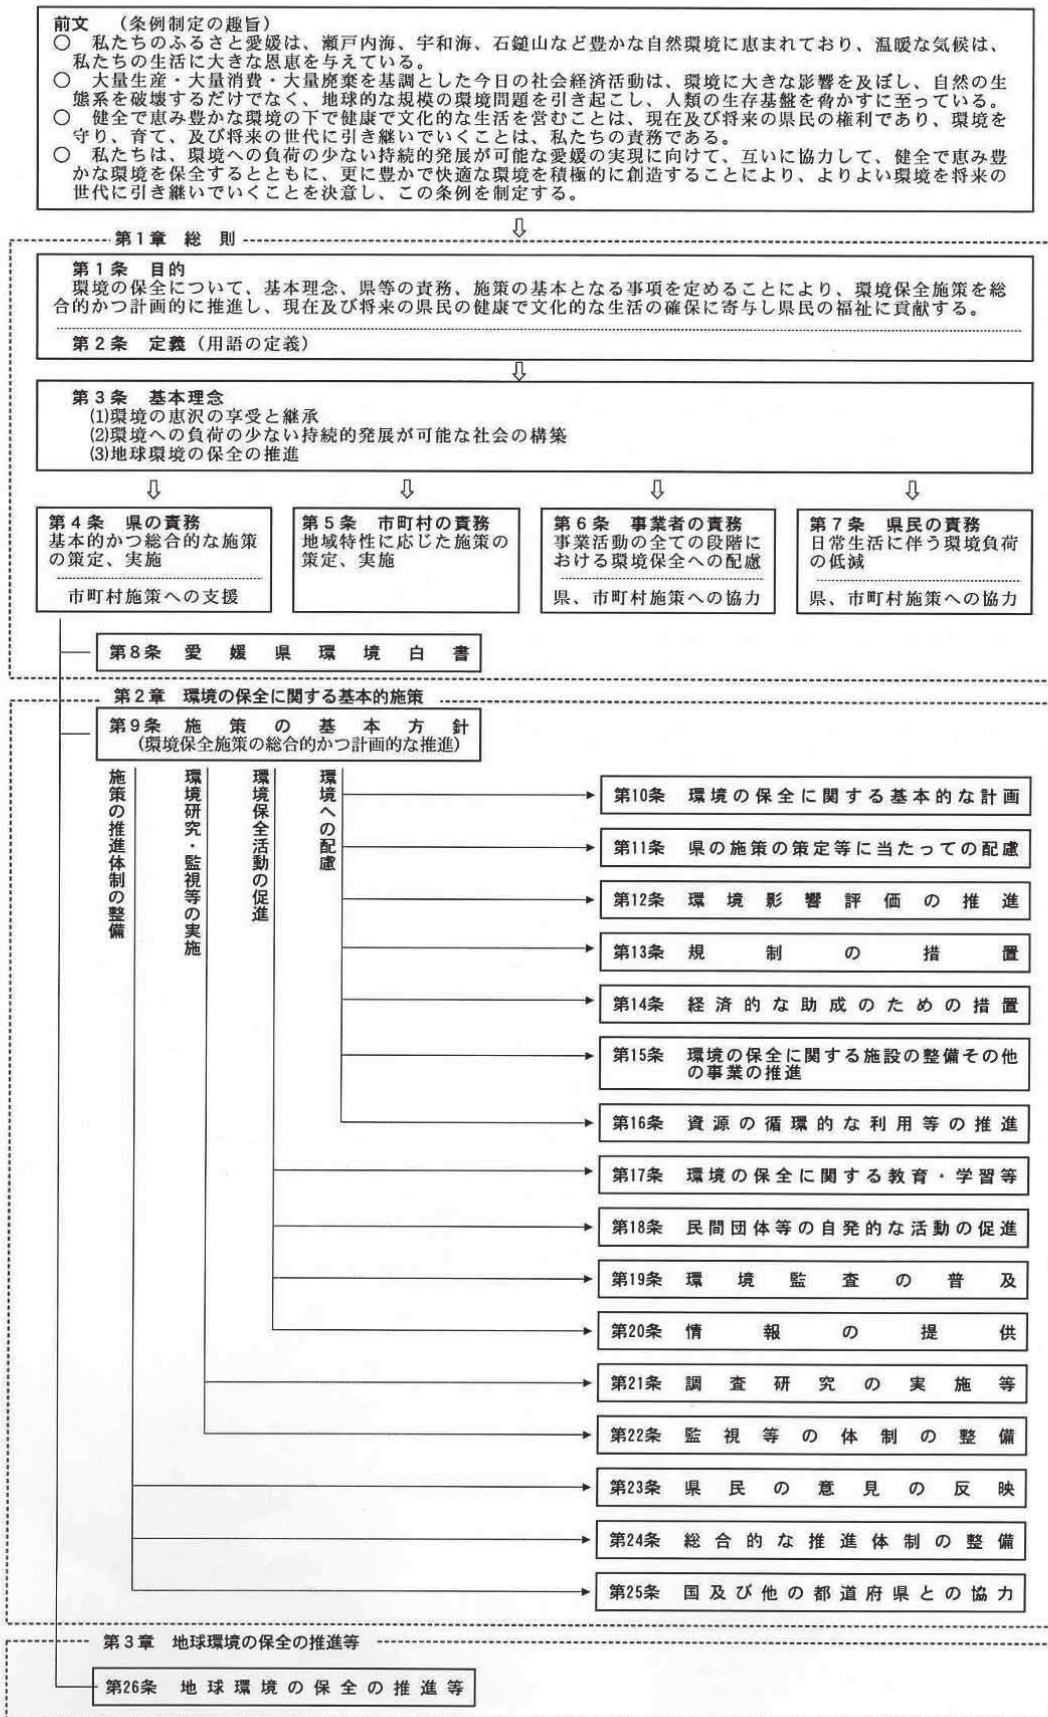 前文　（条例制定の趣旨）
○　私たちのふるさと愛媛は、瀬戸内海、宇和海、石鎚山など豊かな自然環境に恵まれており、温暖な気候は、
私たちの生活に大きな恩恵を与えている。
○　大量生産・大量消費・大量廃棄を基調とした今日の社会経済活動は、環境に大きな影響を及ぼし、自然の生
態系を破壊するだけでなく、地球的な規模の環境問題を引き起こし、人類の生存基盤を脅かすに至っている。
○　健全で恵み豊かな環境の下で健康で文化的な生活を営むことは、現在及び将来の県民の権利であり、環境を
守り、育て、及び将来の世代に引き継いでいくことは、私たちの責務である。
○　私たちは、環境への負荷の少ない持続的発展が可能な愛媛の実現に向けて、互いに協力して、健全で恵み豊
かな環境を保全するとともに、更に豊かで快適な環境を積極的に創造することにより、よりよい環境を将来の
世代に引き継いでいくことを決意し、この条例を制定する。
第1章　総　則
第1条　目的
環境の保全について、基本理念、県等の責務、施策の基本となる事項を定めることにより、環境保全施策を総
合的かつ計画的に推進し、現在及び将来の県民の健康で文化的な生活の確保に寄与し県民の福祉に貢献する。
第2条　定義（用語の定義）
第3条　基本理念
(1)環境の恵沢の享受と継承
(2)環境への負荷の少ない持続的発展が可能な社会の構築
(3)地球環境の保全の推進
第4条　県の責務
基本的かつ総合的な施策
の策定、実施
市町村施策への支援
第5条　市町村の責務
地域特性に応じた施策の
策定、実施
第6条　事業者の責務
事業活動の全ての段階に
おける環境保全への配慮
県、市町村施策への協力
第7条　県民の責務
日常生活に伴う環境負荷
の低減
県、市町村施策への協力
第8条　愛媛県環境白書
第2章　環境の保全に関する基本的施策
第9条　施策の基本方針
(環境保全施策の総合的かつ計画的な推進)
施策の推進体制の整備
環境研究・監視等の実施
環境保全活動の促進
環境への配慮
第10条　環境の保全に関する基本的な計画
第11条　県の施策の策定等に当たっての配慮
第12条　環境影響評価の推進
第13条　規制の措置
第14条　経済的な助成のための措置
第15条　環境の保全に関する施設の整備その他
の事業の推進
第16条　資源の循環的な利用等の推進
第17条　環境の保全に関する教育・学習等
第18条　民間団体等の自発的な活動の促進
第19条　環境監査の普及
第20条　情報の提供
第21条　調査研究の実施等
第22条　監視等の体制の整備
第23条　県民の意見の反映
第24条　総合的な推進体制の整備
第25条　国及び他の都道府県との協力
第3章　地球環境の保全の推進等
第26条　地球環境の保全の推進等